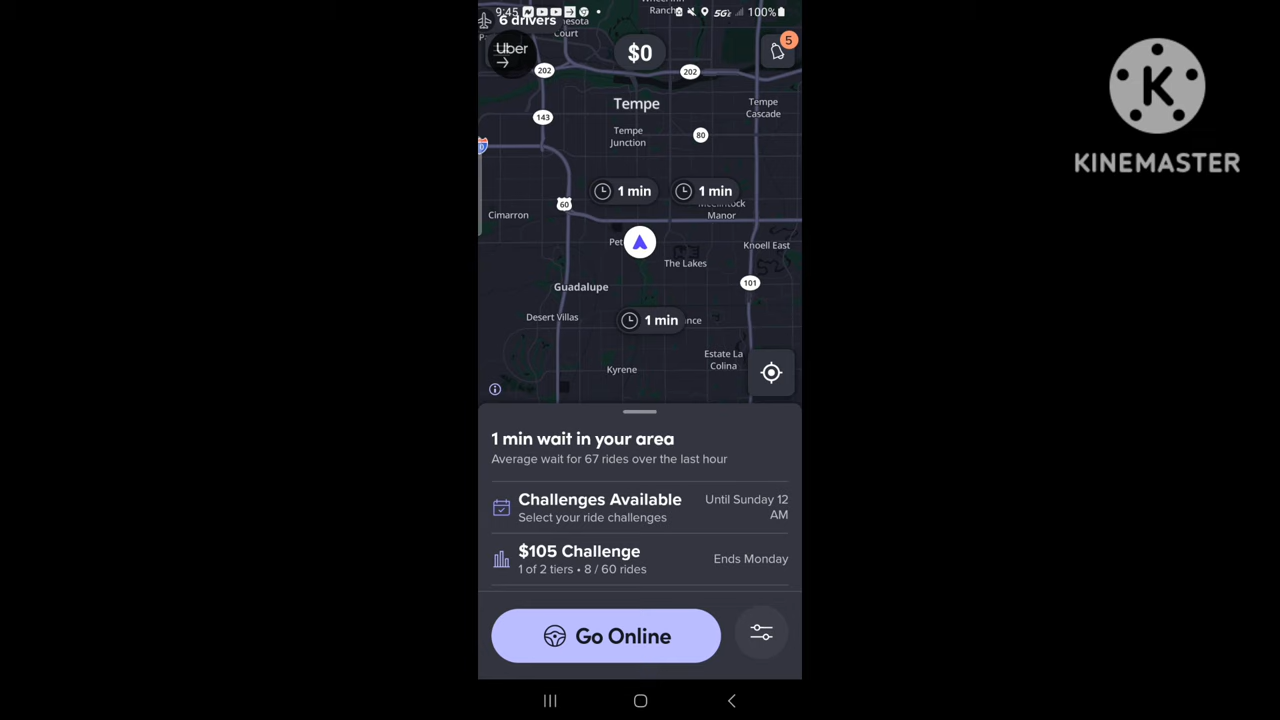 9:45
5G
100%
6 drivers
Uber
$0
5
Court
202
202
Tempe
Tempe
Cascade
143
Tempe
Junction
80
1 min
1 min
60
Cimarron
Manor
Pet
Knoell East
The Lakes
101
Guadalupe
Desert Villas
1 min
Estate La
Colina
Kyrene
1 min wait in your area
Average wait for 67 rides over the last hour
Challenges Available
Select your ride challenges
Until Sunday 12
AM
$105 Challenge
1 of 2 tiers • 8 / 60 rides
Ends Monday
Go Online
K
KINEMASTER